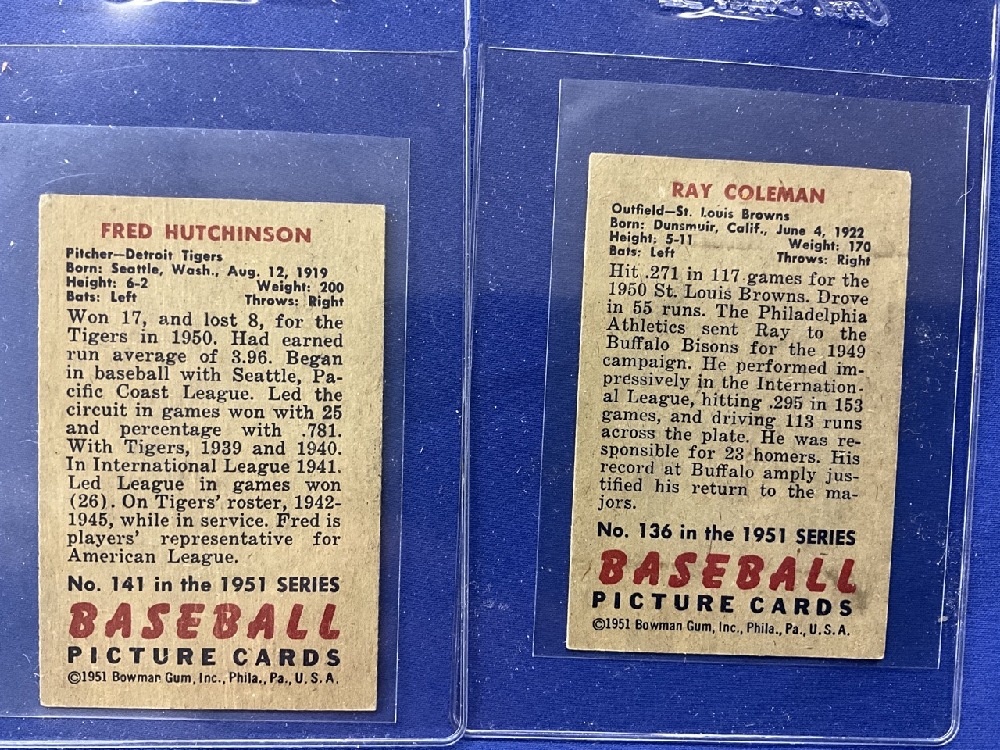 FRED HUTCHINSON
Pitcher—Detroit Tigers
Born: Seattle, Wash., Aug. 12, 1919
Height: 6-2 Weight: 200
Bats: Left Throws: Right
Won 17, and lost 8, for the
Tigers in 1950. Had earned
run average of 3.96. Began
in baseball with Seattle, Pa-
cific Coast League. Led the
circuit in games won with 25
and percentage with .781.
With Tigers, 1939 and 1940.
In International League 1941.
Led League in games won
(26). On Tigers' roster, 1942-
1945, while in service. Fred is
players' representative for
American League.
No. 141 in the 1951 SERIES
BASEBALL
PICTURE CARDS
©1951 Bowman Gum, Inc., Phila., Pa., U. S. A.
RAY COLEMAN
Outfield—St. Louis Browns
Born: Dunsmuir, Calif., June 4, 1922
Height: 5-11 Weight: 170
Bats: Left Throws: Right
Hit .271 in 117 games for the
1950 St. Louis Browns. Drove
in 55 runs. The Philadelphia
Athletics sent Ray to the
Buffalo Bisons for the 1949
campaign. He performed im-
pressively in the Internation-
al League, hitting .295 in 153
games, and driving 113 runs
across the plate. He was re-
sponsible for 23 homers. His
record at Buffalo amply jus-
tified his return to the ma-
jors.
No. 136 in the 1951 SERIES
BASEBALL
PICTURE CARDS
©1951 Bowman Gum, Inc., Phila., Pa., U. S. A.